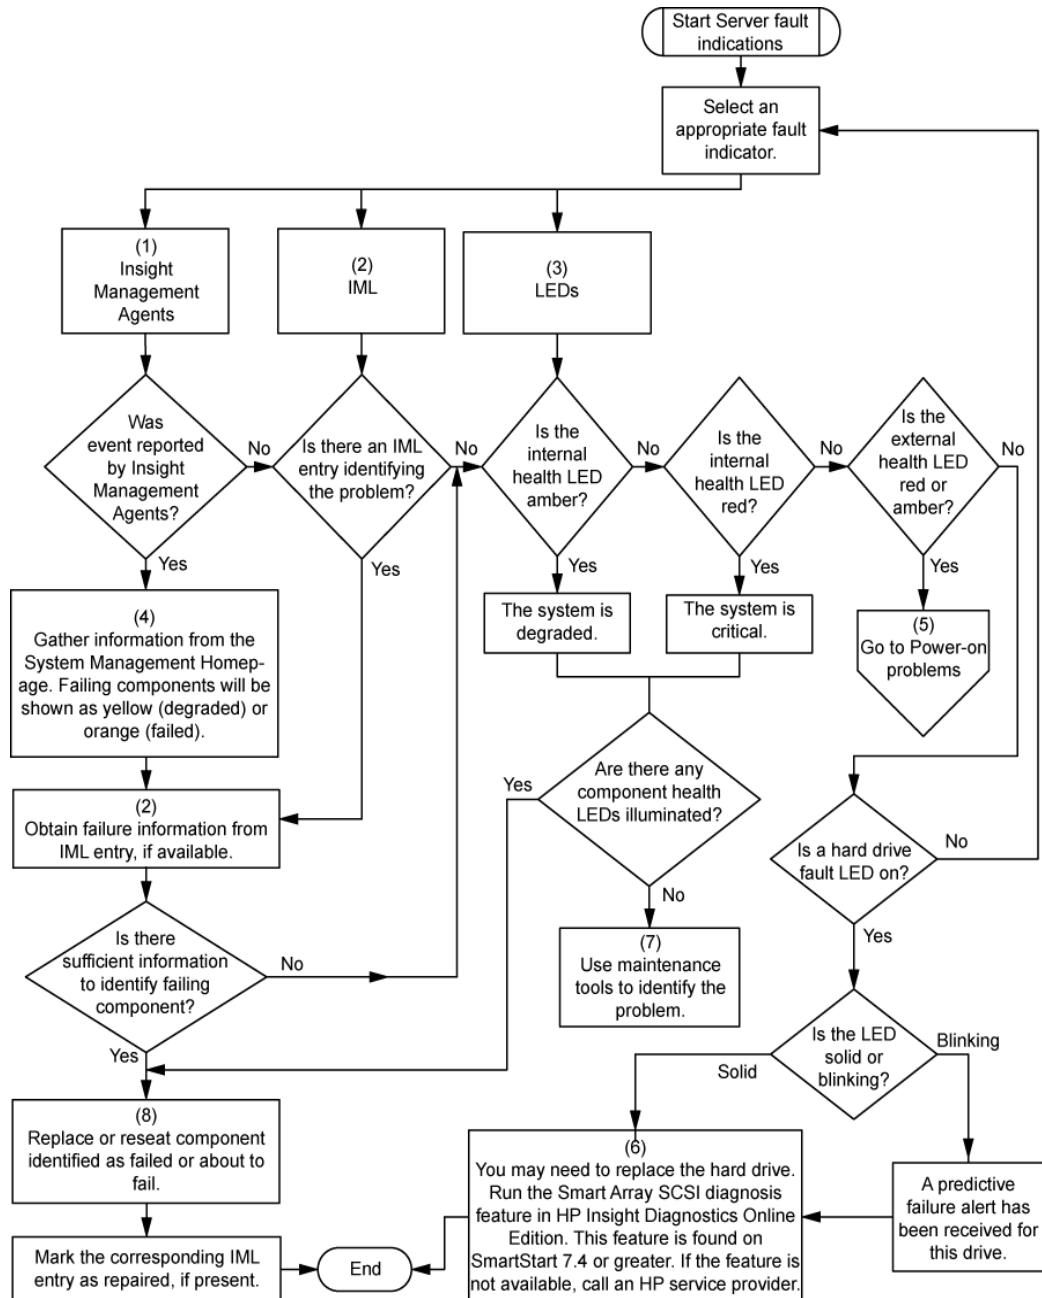 Start Server fault
indications
Select an
appropriate fault
indicator.
(1)
Insight
Management
Agents
(2)
IML
(3)
LEDs
Was
event reported
by Insight
Management
Agents?
No
Is there an IML
entry identifying
the problem?
No
Is the
internal
health LED
amber?
No
Is the
internal
health LED
red?
No
Is the
external
health LED
red or
amber?
No
Yes
Yes
Yes
Yes
Yes
(4)
Gather information from the
System Management Homep-
age. Failing components will be
shown as yellow (degraded) or
orange (failed).
The system is
degraded.
The system is
critical.
(5)
Go to Power-on
problems
(2)
Obtain failure information from
IML entry, if available.
Yes
Are there any
component health
LEDs illuminated?
No
Is a hard drive
fault LED on?
No
Yes
Is there
sufficient information
to identify failing
component?
No
Yes
(7)
Use maintenance
tools to identify the
problem.
Is the LED
solid or
blinking?
Solid
Blinking
(8)
Replace or reseat component
identified as failed or about to
fail.
(6)
You may need to replace the hard drive.
Run the Smart Array SCSI diagnosis
feature in HP Insight Diagnostics Online
Edition. This feature is found on
SmartStart 7.4 or greater. If the feature is
not available, call an HP service provider.
A predictive
failure alert has
been received for
this drive.
Mark the corresponding IML
entry as repaired, if present.
End